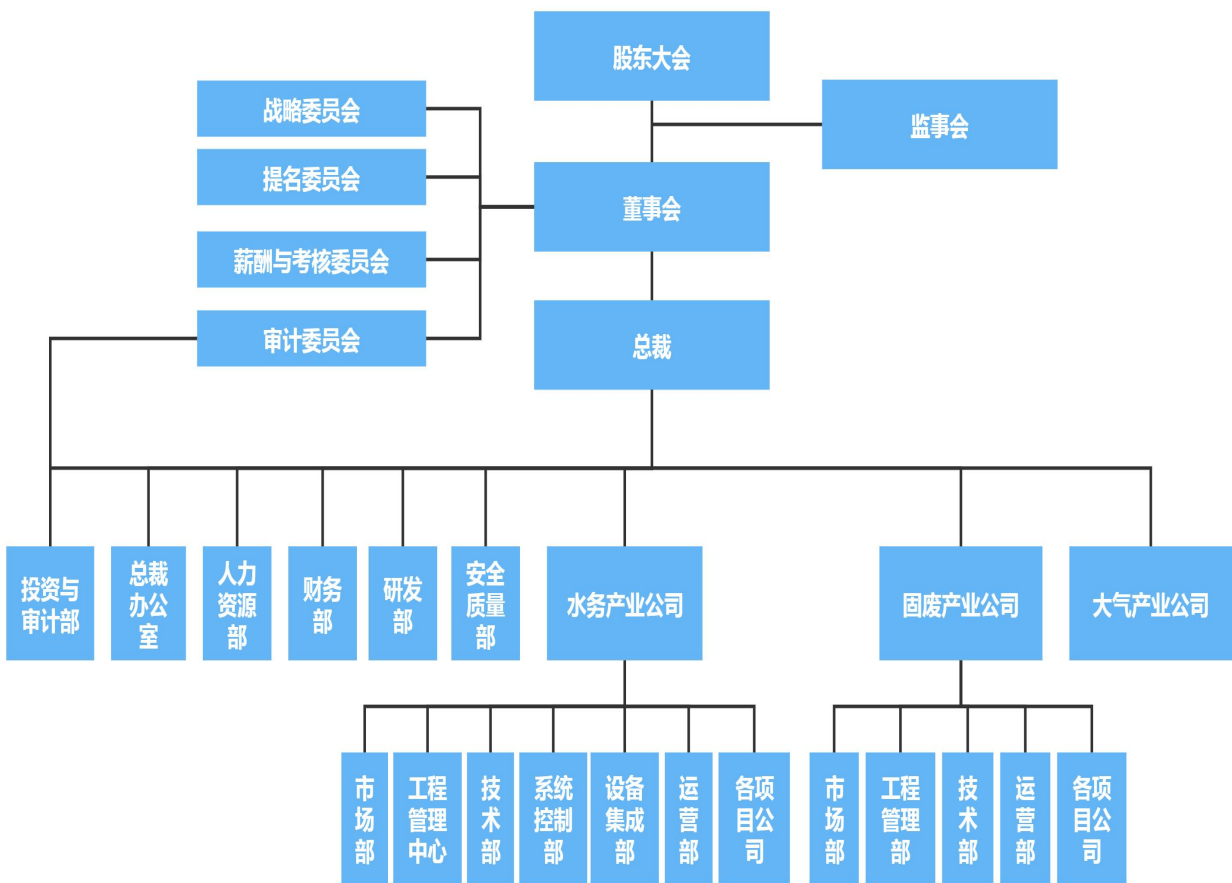 股东大会
战略委员会
监事会
提名委员会
董事会
薪酬与考核委员会
审计委员会
总裁
投资与
审计部
总裁
办公
室
人力
资源
部
财务
部
研发
部
安全
质量
部
水务产业公司
固废产业公司
大气产业公司
市
场
部
工程
管理
中心
技
术
部
系统
控制
部
设备
集成
部
运
营
部
各项
目公
司
市
场
部
工程
管理
部
技
术
部
运
营
部
各项
目公
司